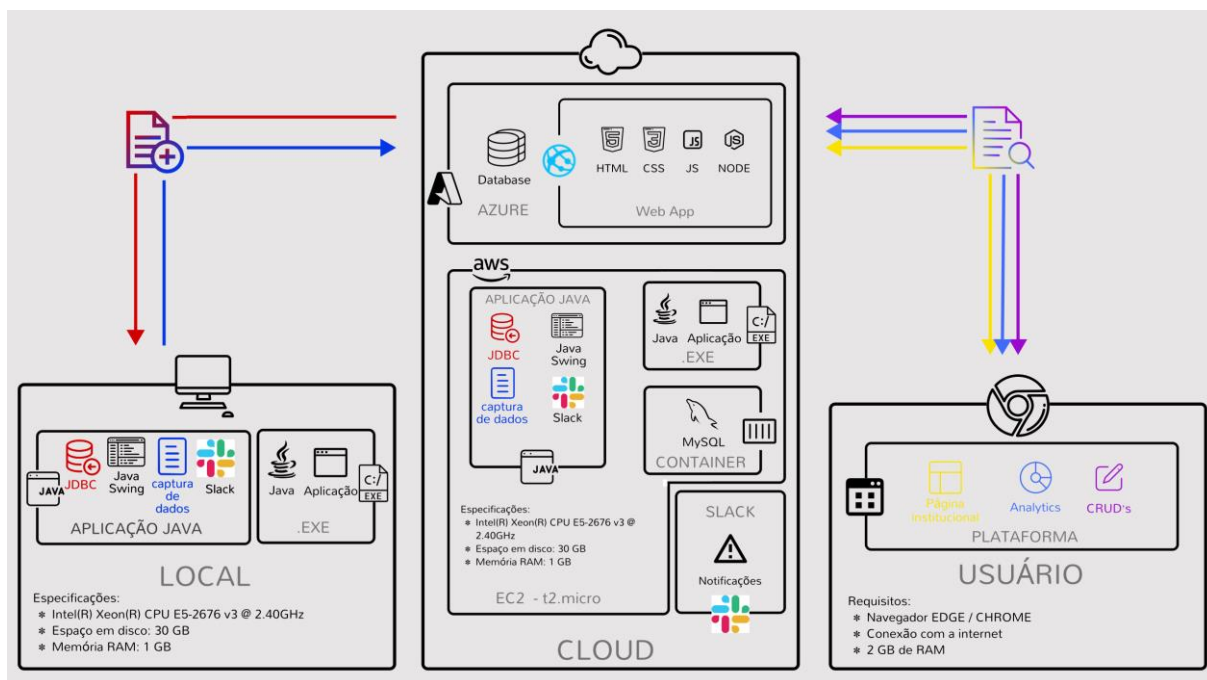 Database
AZURE
HTML
CSS
JS
JS
JS
NODE
Web App
aws
APLICAÇÃO JAVA
JDBC
Java
Swing
captura
de dados
Slack
JAVA
Java
Aplicação
C:/
EXE
.EXE
MySQL
CONTAINER
Especificações:
* Intel(R) Xeon(R) CPU E5-2676 v3 @
2.40GHz
* Espaço em disco: 30 GB
* Memória RAM: 1 GB
EC2 - t2.micro
SLACK
Notificações
CLOUD
JAVA
JDBC
Java
Swing
captura
de
dados
Slack
APLICAÇÃO JAVA
Java
Aplicação
C:/
EXE
.EXE
LOCAL
Especificações:
* Intel(R) Xeon(R) CPU E5-2676 v3 @ 2.40GHz
* Espaço em disco: 30 GB
* Memória RAM: 1 GB
Página
institucional
Analytics
CRUD's
PLATAFORMA
USUÁRIO
Requisitos:
* Navegador EDGE / CHROME
* Conexão com a internet
* 2 GB de RAM